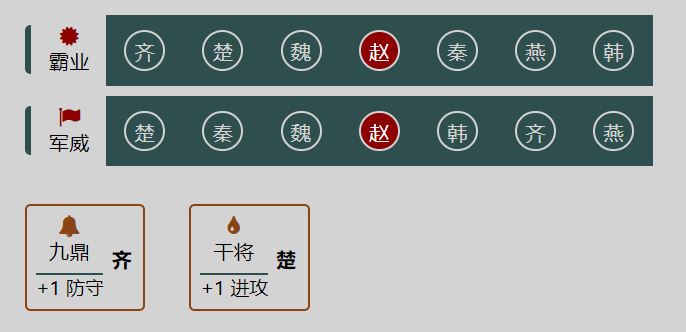 霸业 齐 楚 魏 赵 秦 燕 韩
军威 楚 秦 魏 赵 韩 齐 燕
九鼎 齐 干将 楚
+1 防守 +1 进攻